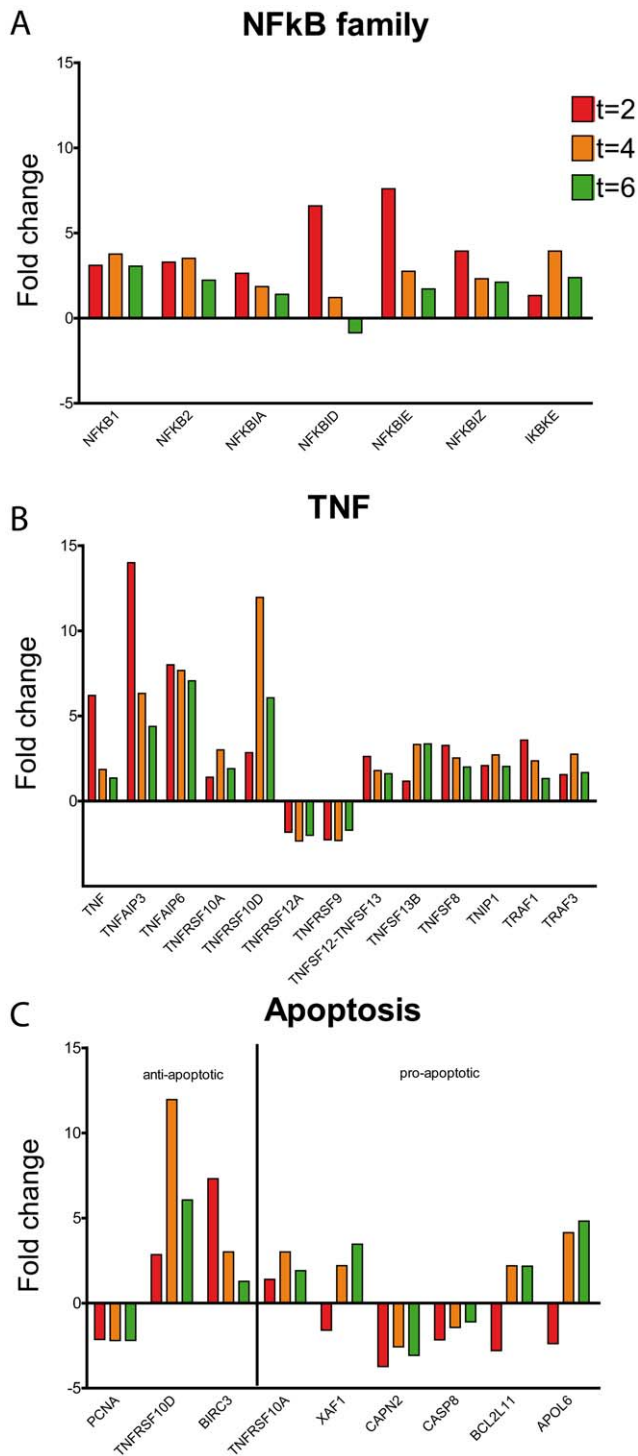 A
NFkB family
15
10
5
0
-5
Fold change
t=2
t=4
t=6
NFKB1
NFKB2
NFKBIA
NFKBID
NFKBIE
NFKBIZ
IKBKE
B
TNF
15
10
5
0
Fold change
TNF
TNFAIP3
TNFAIP6
TNFRSF10A
TNFRSF10D
TNFRSF12A
TNFRSF9
TNFSF12-TNFSF13
TNFSF13B
TNFSF8
TNIP1
TRAF1
TRAF3
C
Apoptosis
15
10
5
0
-5
Fold change
anti-apoptotic
pro-apoptotic
PCNA
TNFRSF10D
BIRC3
TNFRSF10A
XAF1
CAPN2
CASP8
BCL2L11
APOL6